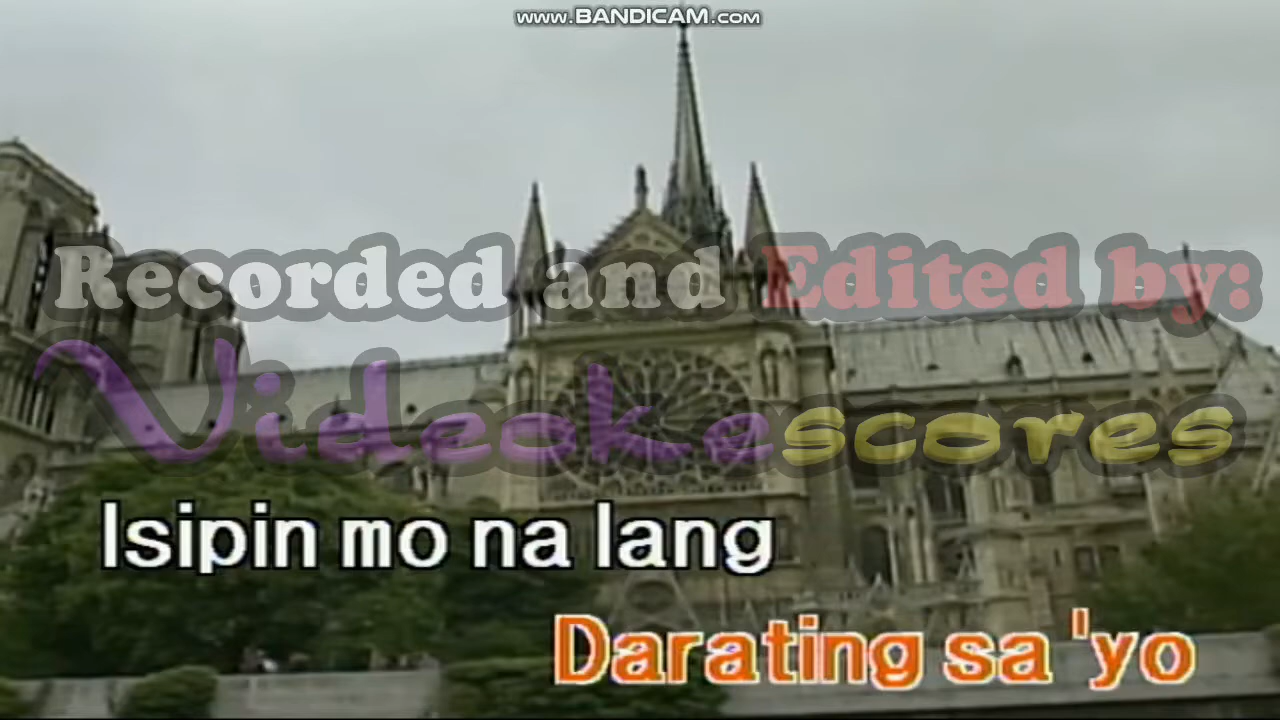 www.BANDICAM.com
Recorded and Edited by:
Videokescores
Isipin mo na lang
Darating sa 'yo